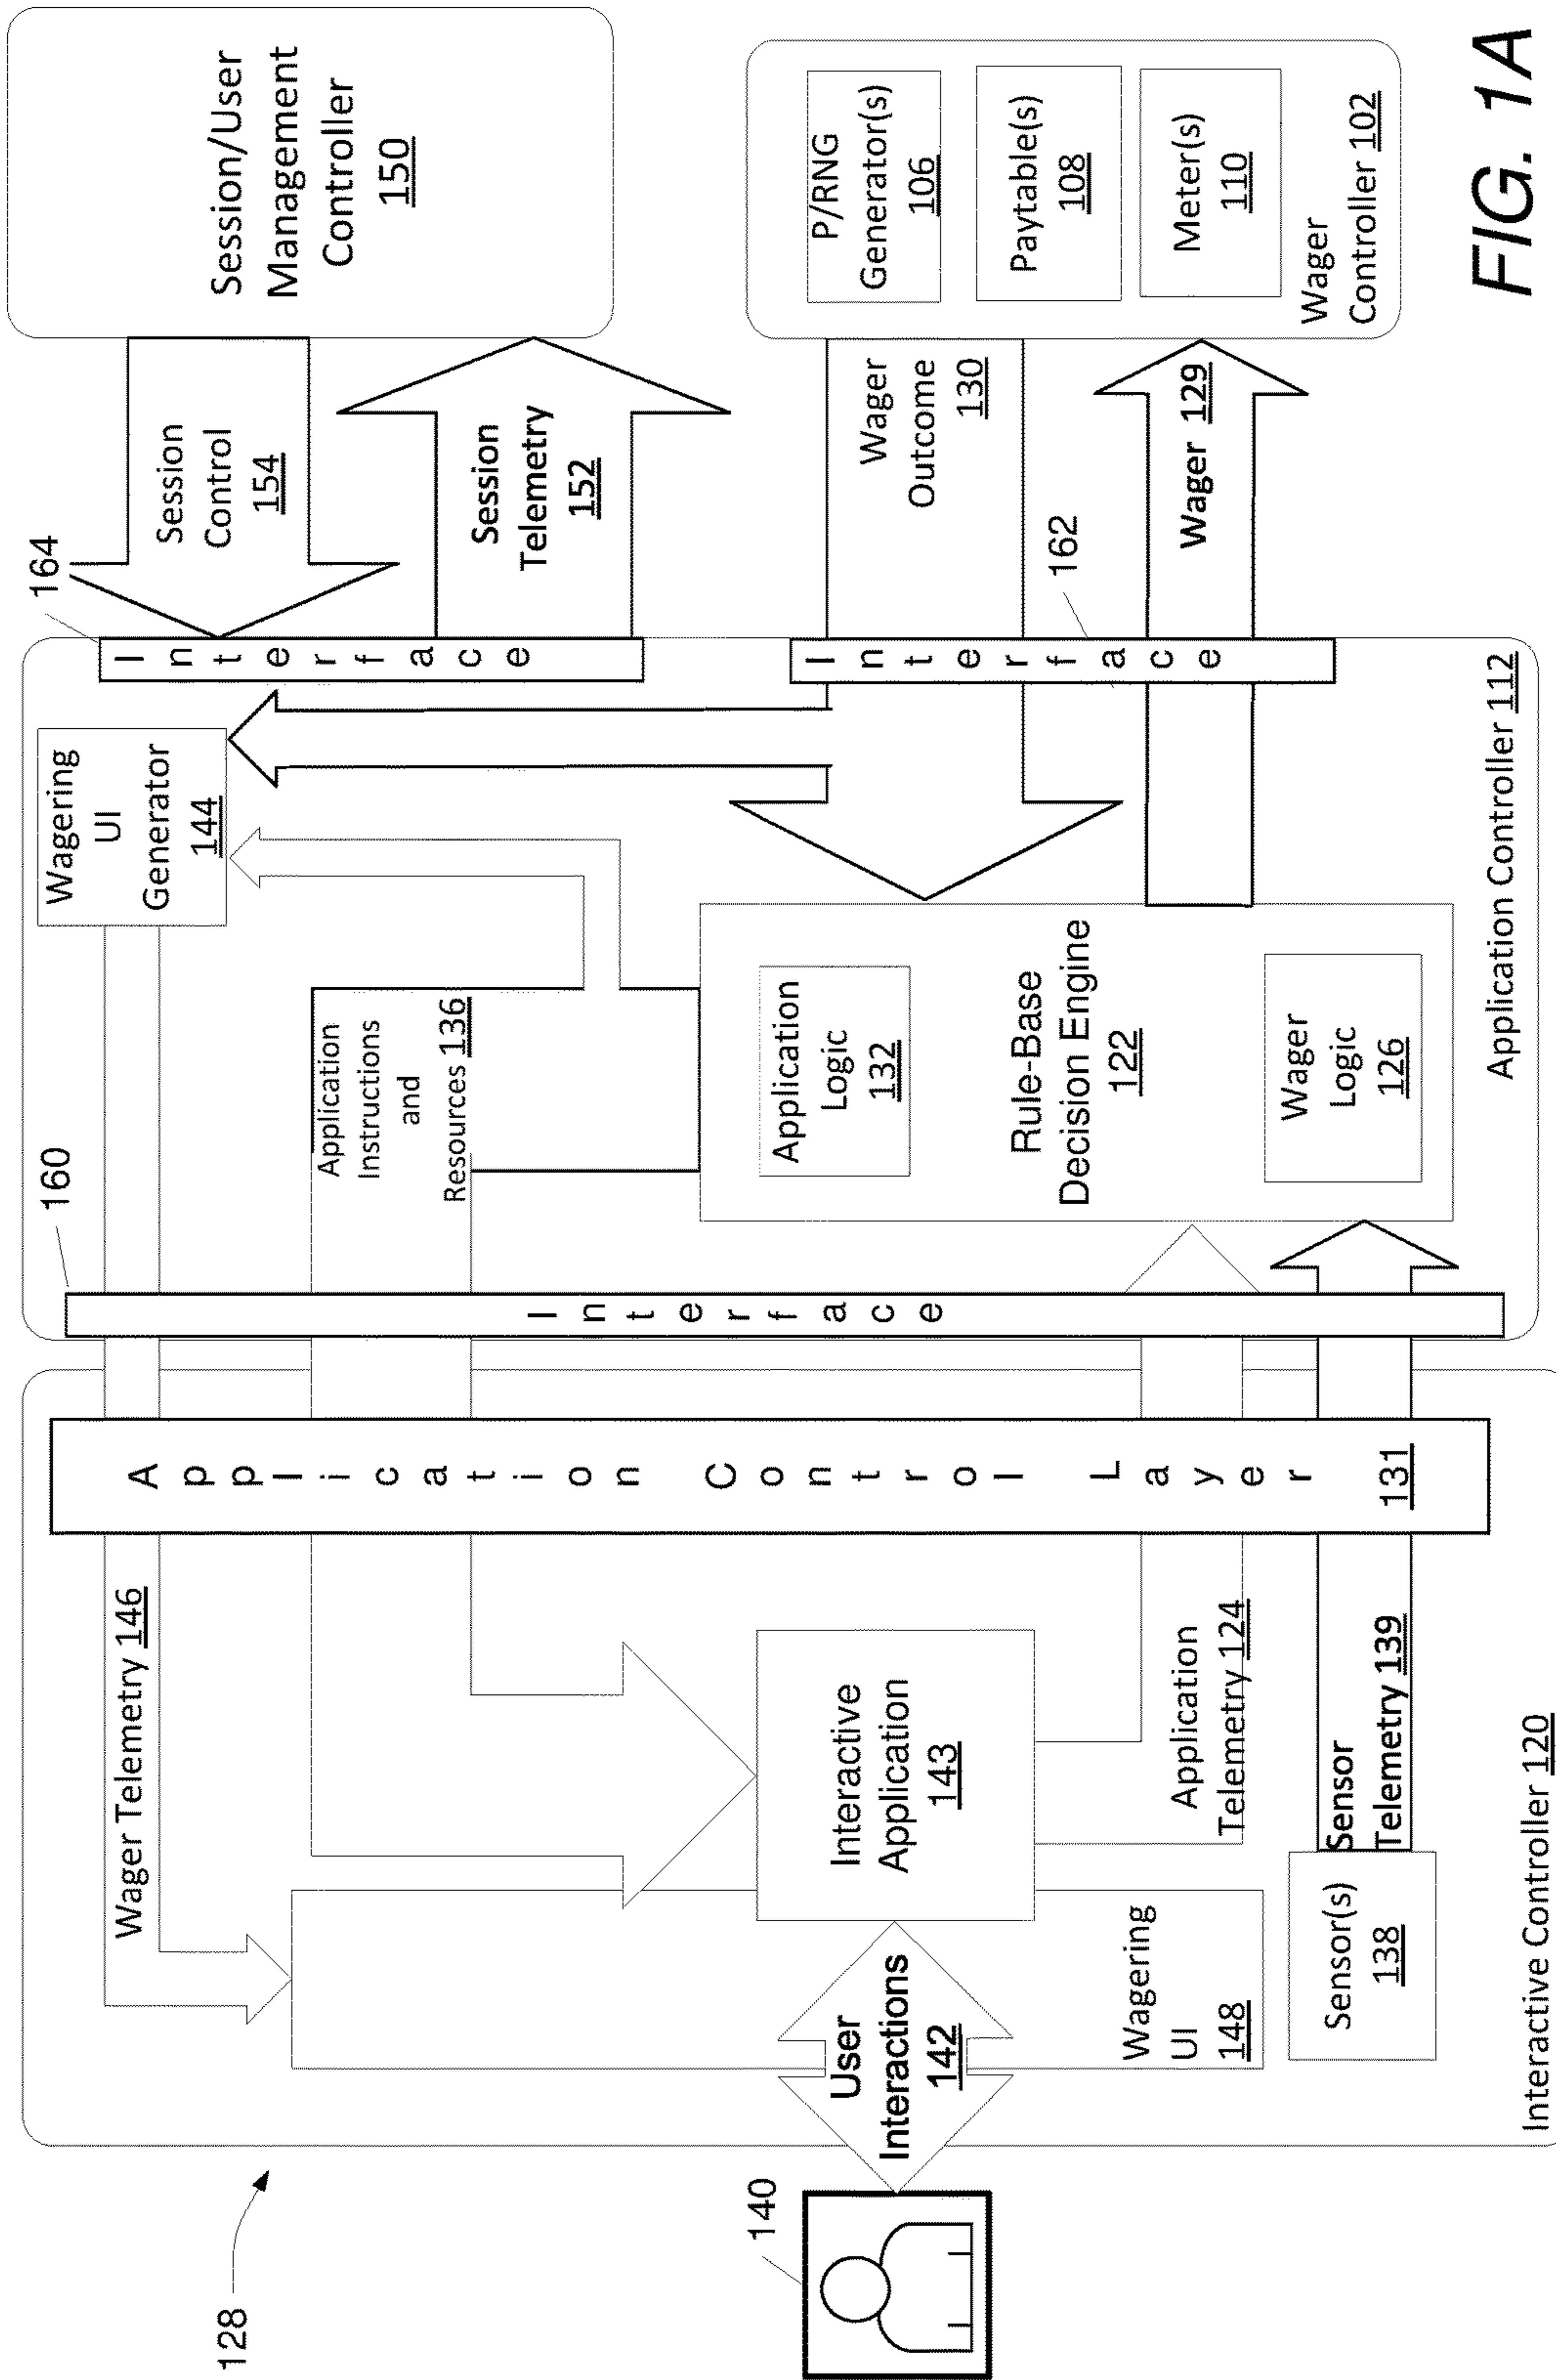 128
140
User
Interactions
142
Wager Telemetry 146
Interactive
Application
143
Application
Telemetry 124
Wagering
UI
148
Sensor(s)
138
Sensor
Telemetry 139
Interactive Controller 120
Application Control Layer 131
160
Interface
Application
Instructions
and
Resources 136
Wagering
UI
Generator
144
Application
Logic
132
Rule-Base
Decision Engine
122
Wager
Logic
126
Application Controller 112
164
Interface
162
Interface
Session
Control
154
Session
Telemetry
152
Wager
Outcome
130
Wager 129
Session/User
Management
Controller
150
P/RNG
Generator(s)
106
Paytable(s)
108
Meter(s)
110
Wager
Controller 102
FIG. 1A